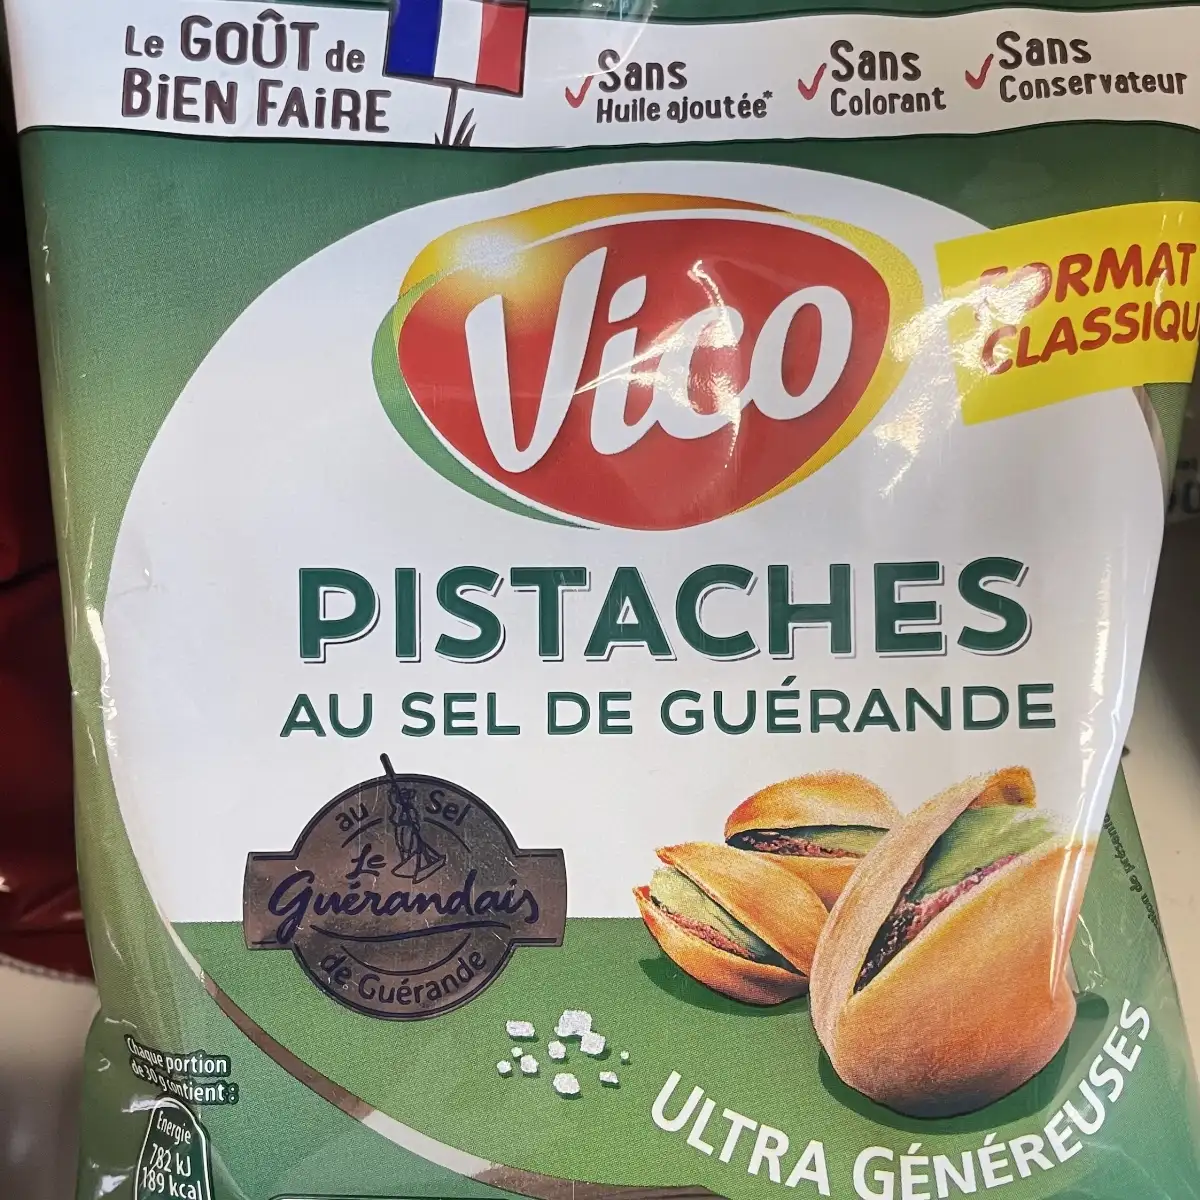 Le GOÛT de
BiEN FAiRE
Sans
Huile ajoutée*
Sans
Colorant
Sans
Conservateur
Vico
FORMAT
CLASSIQU
PISTACHES
AU SEL DE GUÉRANDE
au Sel
Le
Guérandais
de Guérande
Chaque portion
de 30 g contient :
Energie
782 kJ
189 kcal
ULTRA GÉNÉREUSES